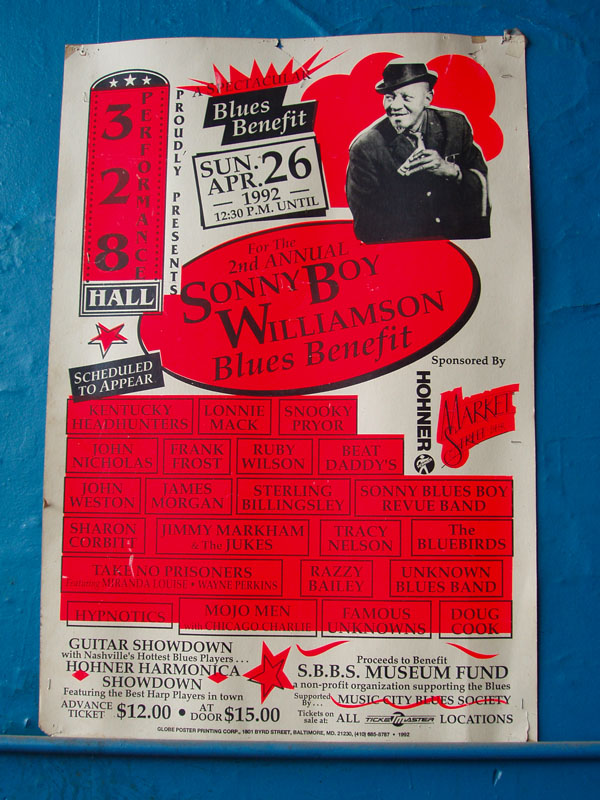 328
PERFORMANCE
HALL
PROUDLY PRESENTS
A SPECTACULAR
Blues
Benefit
SUN.
APR. 26
1992
12:30 P.M. UNTIL
For The
2nd ANNUAL
SONNY BOY
WILLIAMSON
Blues Benefit
SCHEDULED
TO APPEAR
Sponsored By
HOHNER
MARKET
STREET
KENTUCKY
HEADHUNTERS
LONNIE
MACK
SNOOKY
PRYOR
JOHN
NICHOLAS
FRANK
FROST
RUBY
WILSON
BEAT
DADDY'S
JOHN
WESTON
JAMES
MORGAN
STERLING
BILLINGSLEY
SONNY BLUES BOY
REVUE BAND
SHARON
CORBITT
JIMMY MARKHAM
& The JUKES
TRACY
NELSON
The
BLUEBIRDS
TAKE NO PRISONERS
Featuring MIRANDA LOUISE • WAYNE PERKINS
RAZZY
BAILEY
UNKNOWN
BLUES BAND
HYPNOTICS
MOJO MEN
with CHICAGO CHARLIE
FAMOUS
UNKNOWNS
DOUG
COOK
GUITAR SHOWDOWN
with Nashville's Hottest Blues Players . . .
HOHNER HARMONICA
SHOWDOWN
Featuring the Best Harp Players in town
ADVANCE
TICKET $12.00 • AT
DOOR $15.00
Proceeds to Benefit
S.B.B.S. MUSEUM FUND
a non-profit organization supporting the Blues
Supported
By . . . MUSIC CITY BLUES SOCIETY
Tickets on
sale at: ALL TICKETMASTER LOCATIONS
GLOBE POSTER PRINTING CORP., 1801 BYRD STREET, BALTIMORE, MD. 21230, (410) 685-8787 • 1992